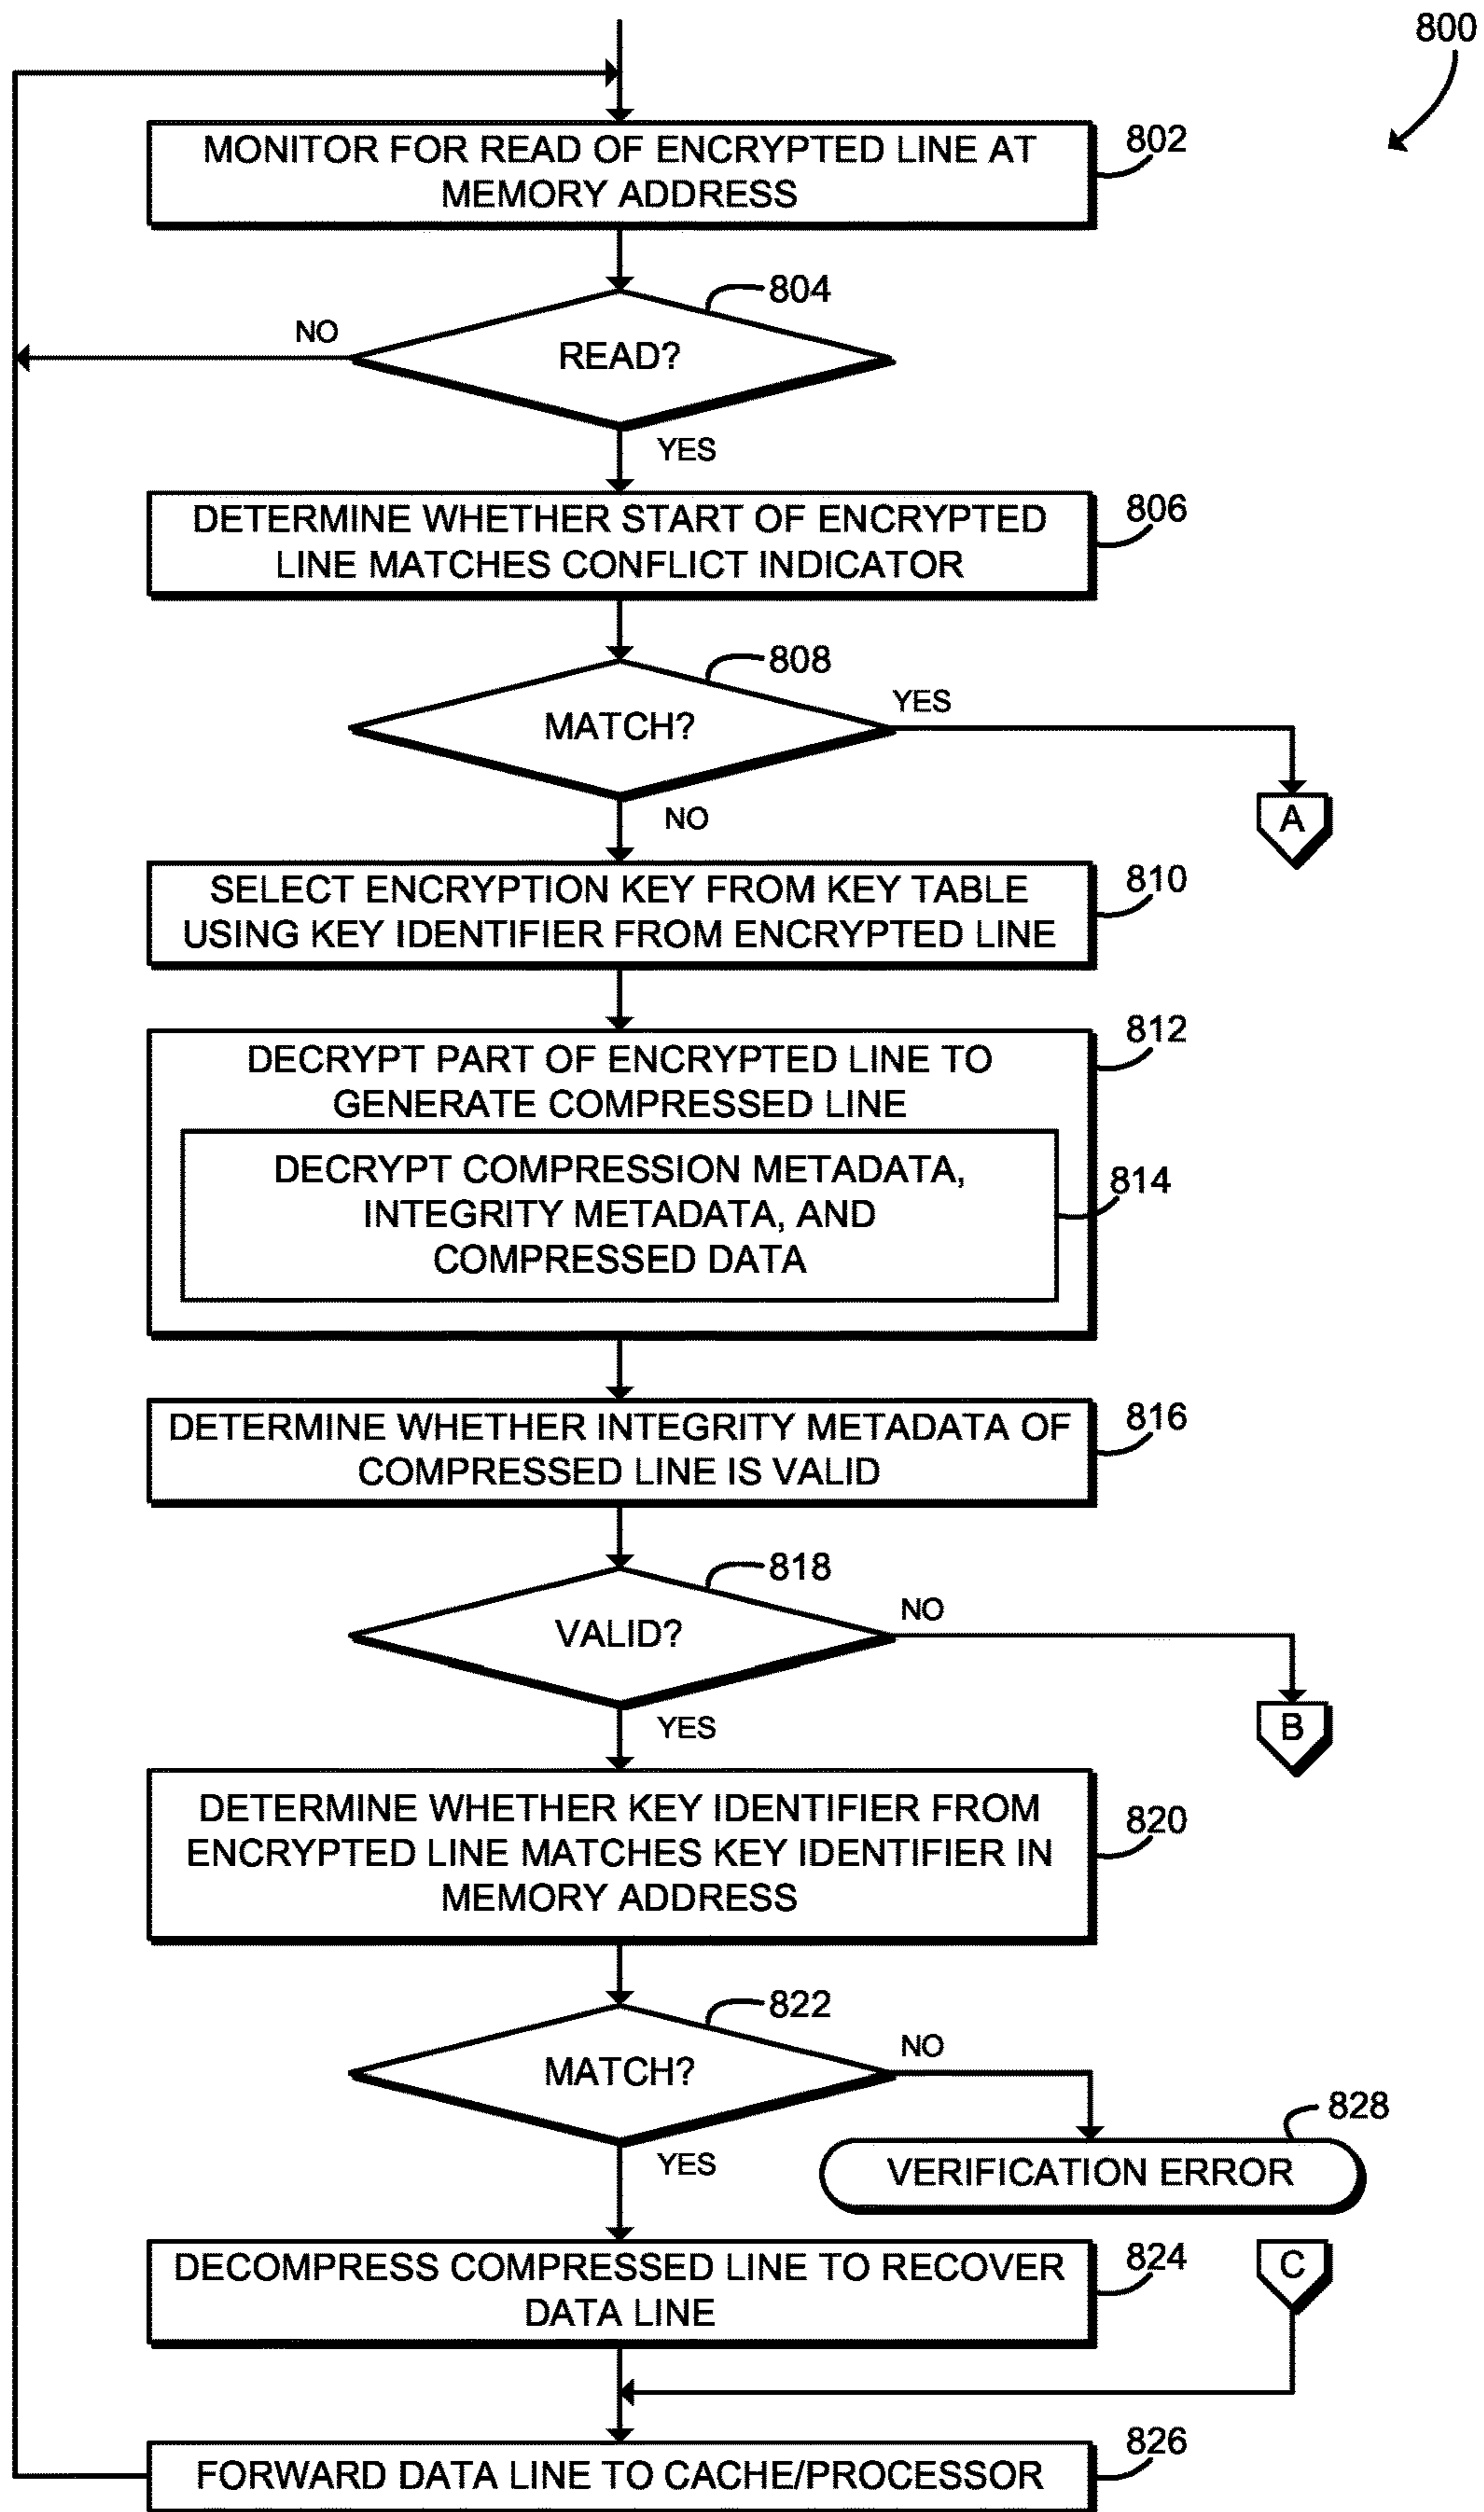 800
MONITOR FOR READ OF ENCRYPTED LINE AT
MEMORY ADDRESS
802
804
READ?
NO
YES
DETERMINE WHETHER START OF ENCRYPTED
LINE MATCHES CONFLICT INDICATOR
806
808
MATCH?
YES
A
NO
SELECT ENCRYPTION KEY FROM KEY TABLE
USING KEY IDENTIFIER FROM ENCRYPTED LINE
810
DECRYPT PART OF ENCRYPTED LINE TO
GENERATE COMPRESSED LINE
812
DECRYPT COMPRESSION METADATA,
INTEGRITY METADATA, AND
COMPRESSED DATA
814
DETERMINE WHETHER INTEGRITY METADATA OF
COMPRESSED LINE IS VALID
816
818
VALID?
NO
B
YES
DETERMINE WHETHER KEY IDENTIFIER FROM
ENCRYPTED LINE MATCHES KEY IDENTIFIER IN
MEMORY ADDRESS
820
822
MATCH?
NO
828
VERIFICATION ERROR
YES
DECOMPRESS COMPRESSED LINE TO RECOVER
DATA LINE
824
C
FORWARD DATA LINE TO CACHE/PROCESSOR
826